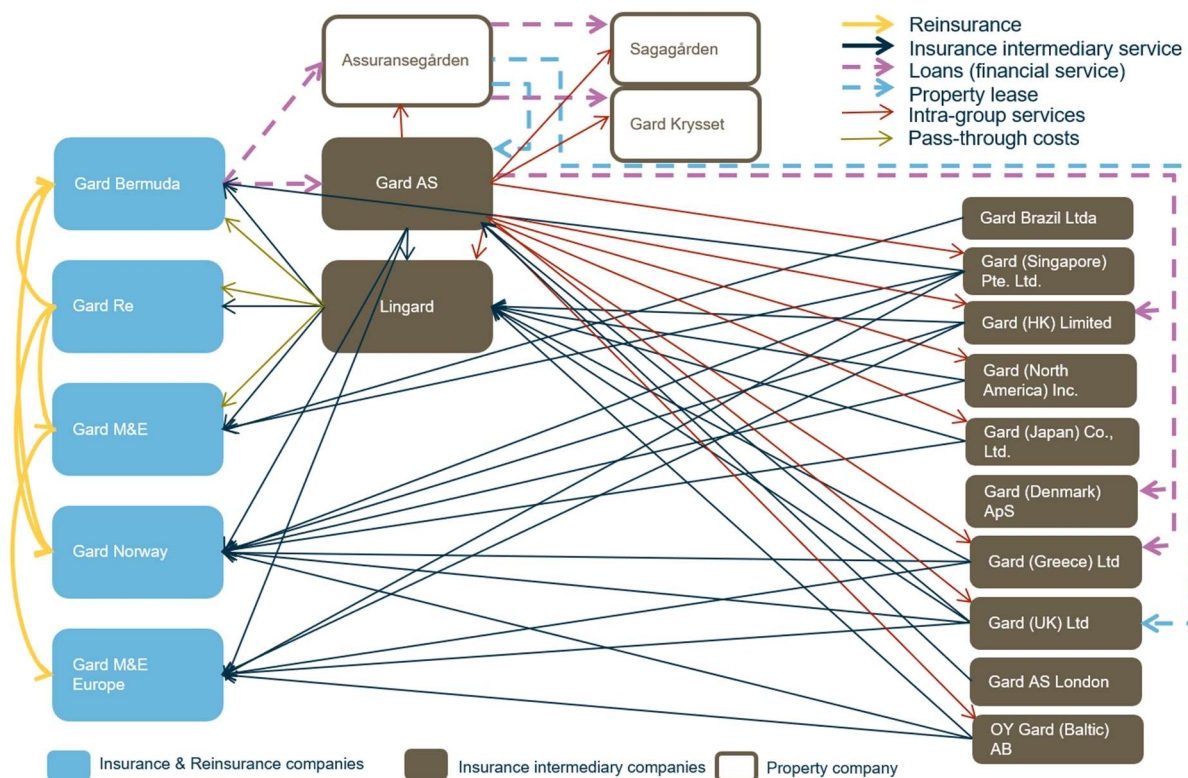 Reinsurance
Insurance intermediary service
Loans (financial service)
Property lease
Intra-group services
Pass-through costs
Assuransegården
Sagagården
Gard Krysset
Gard Bermuda
Gard AS
Gard Re
Lingard
Gard M&E
Gard Norway
Gard M&E
Europe
Gard Brazil Ltda
Gard (Singapore)
Pte. Ltd.
Gard (HK) Limited
Gard (North
America) Inc.
Gard (Japan) Co.,
Ltd.
Gard (Denmark)
ApS
Gard (Greece) Ltd
Gard (UK) Ltd
Gard AS London
OY Gard (Baltic)
AB
Insurance & Reinsurance companies
Insurance intermediary companies
Property company